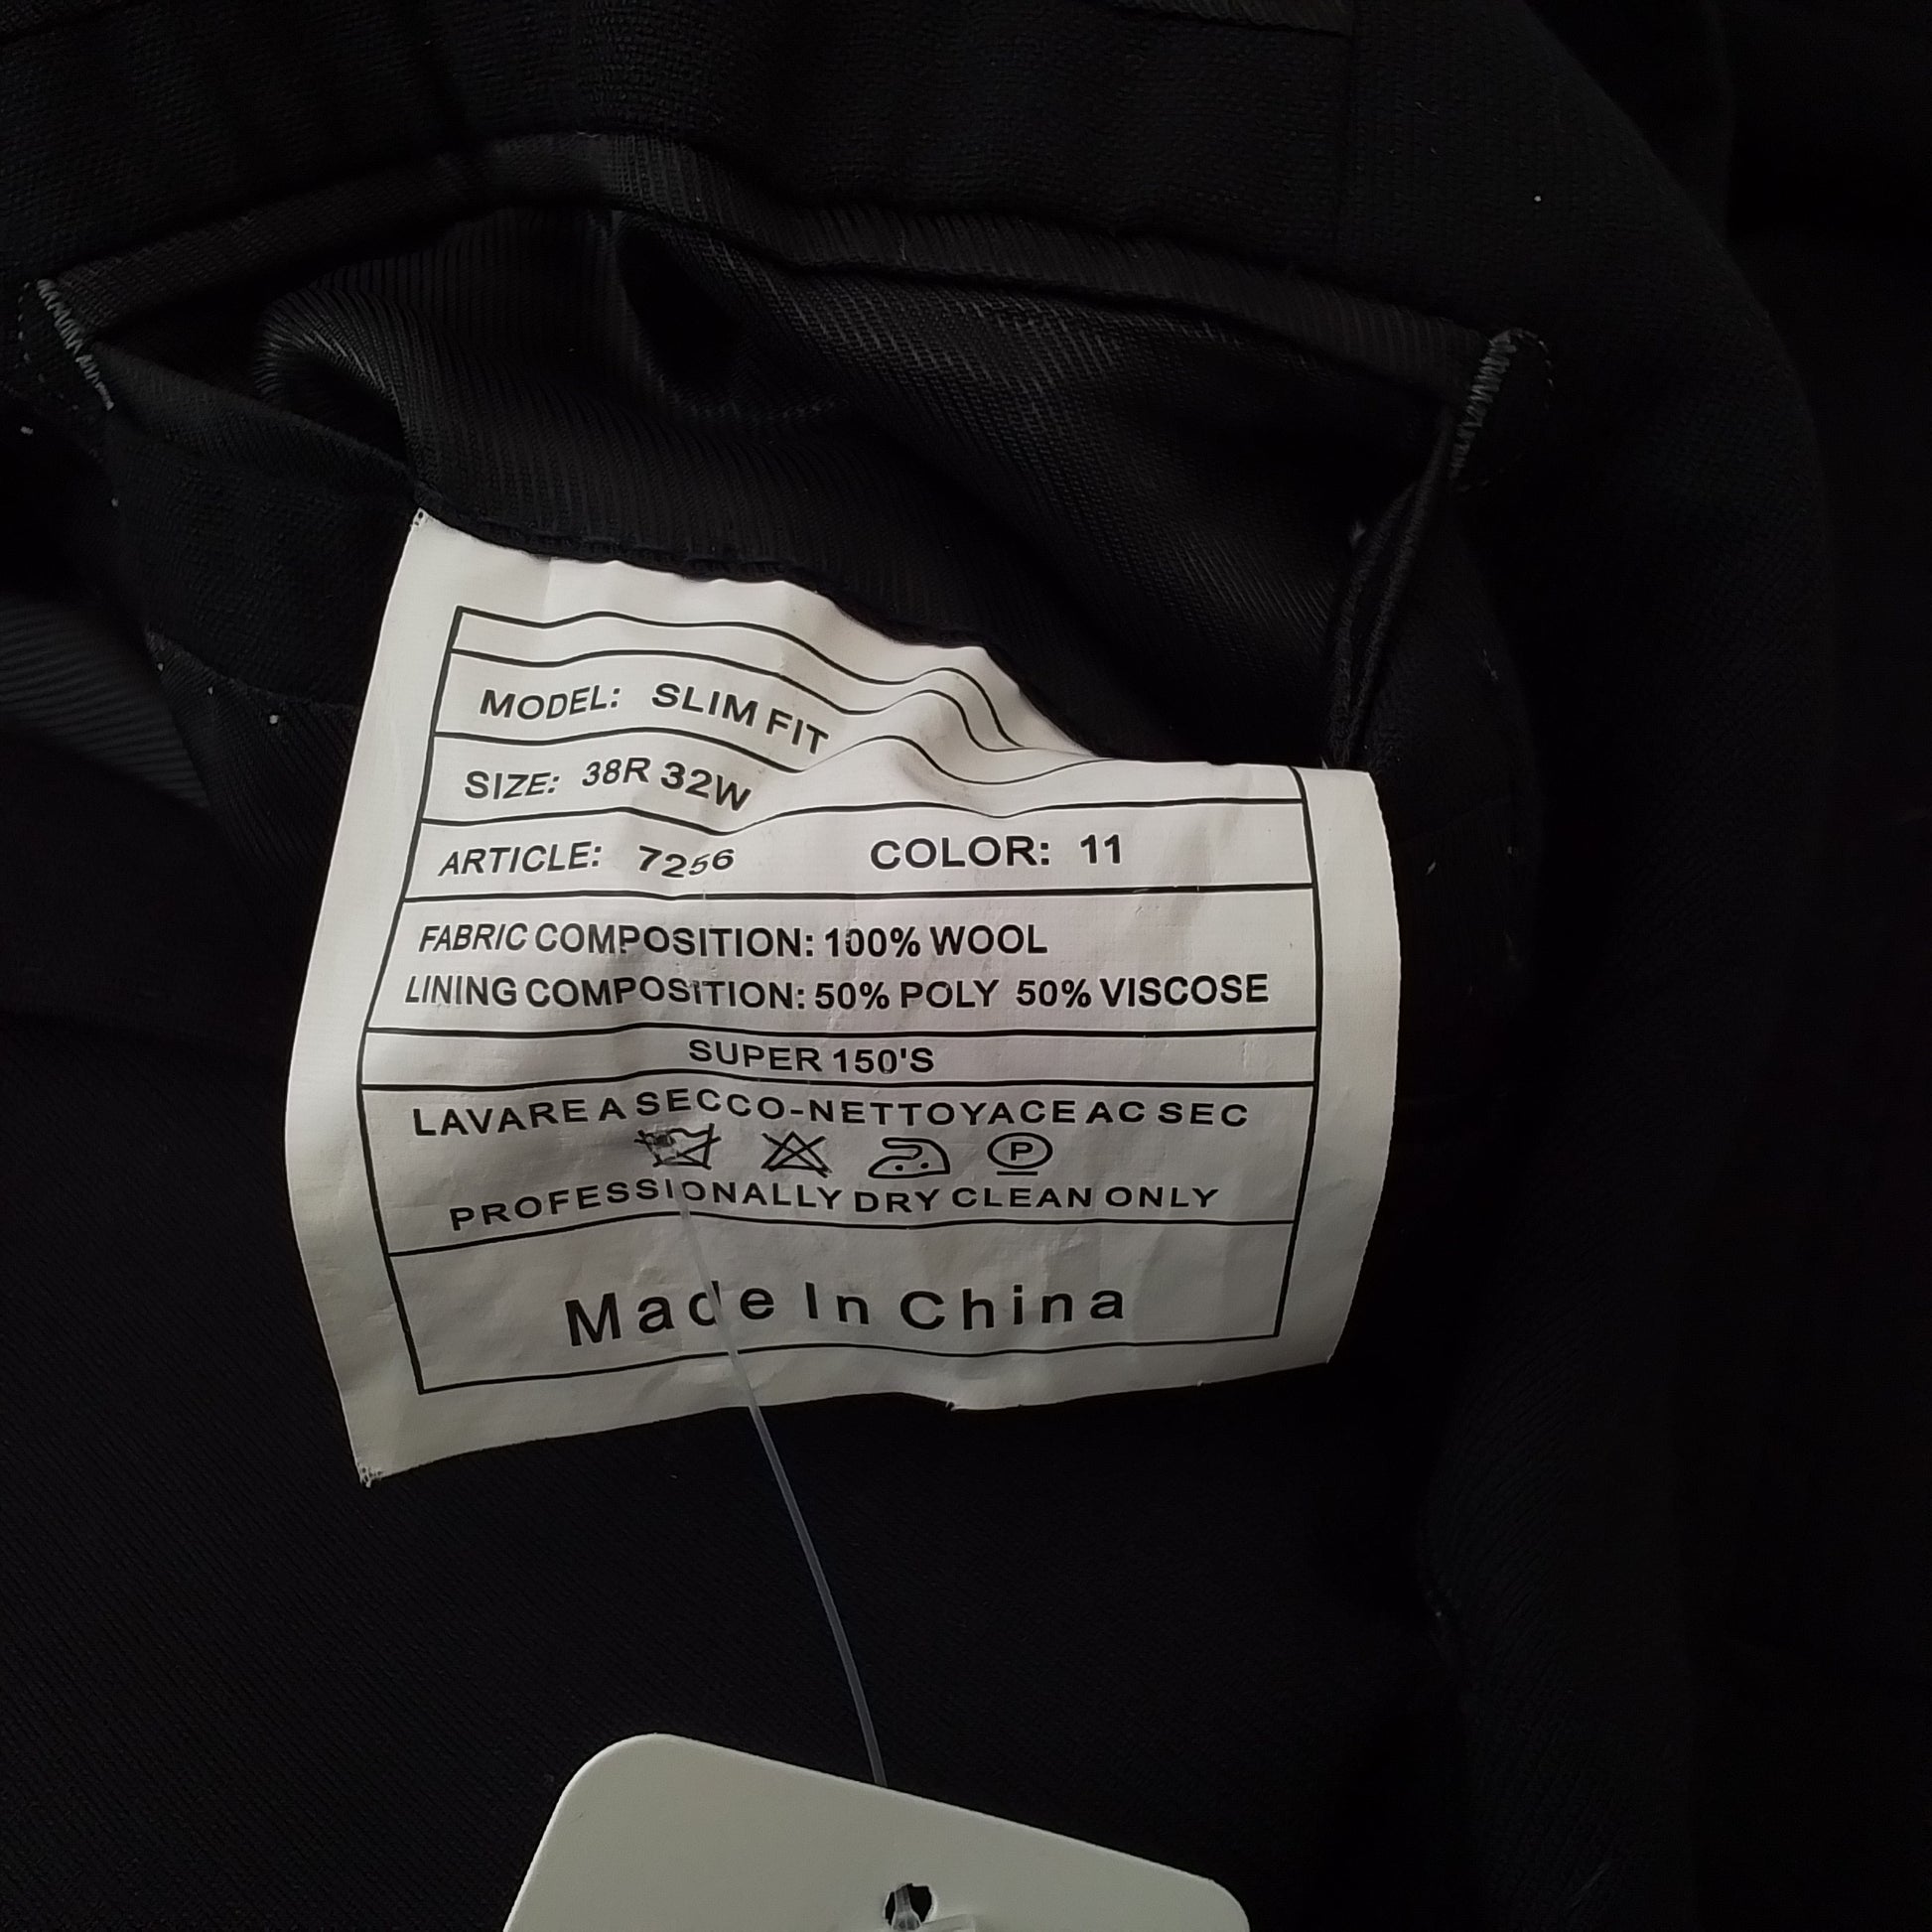 MODEL: SLIM FIT
SIZE: 38R 32W
ARTICLE: 7256 COLOR: 11
FABRIC COMPOSITION: 100% WOOL
LINING COMPOSITION: 50% POLY 50% VISCOSE
SUPER 150'S
LAVARE A SECCO-NETTOYACE AC SEC
P
PROFESSIONALLY DRY CLEAN ONLY
Made In China